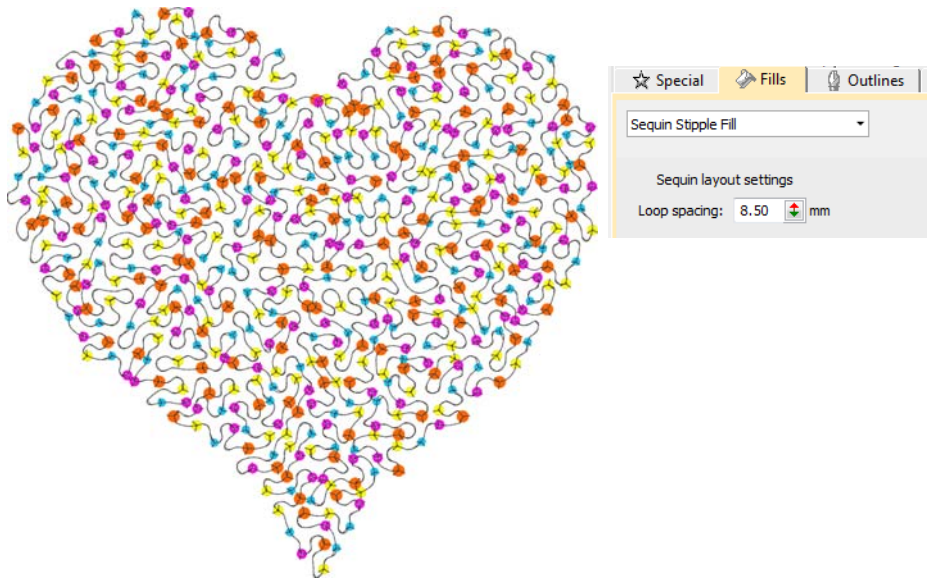 Special Fills Outlines
Sequin Stipple Fill
Sequin layout settings
Loop spacing: 8.50 mm